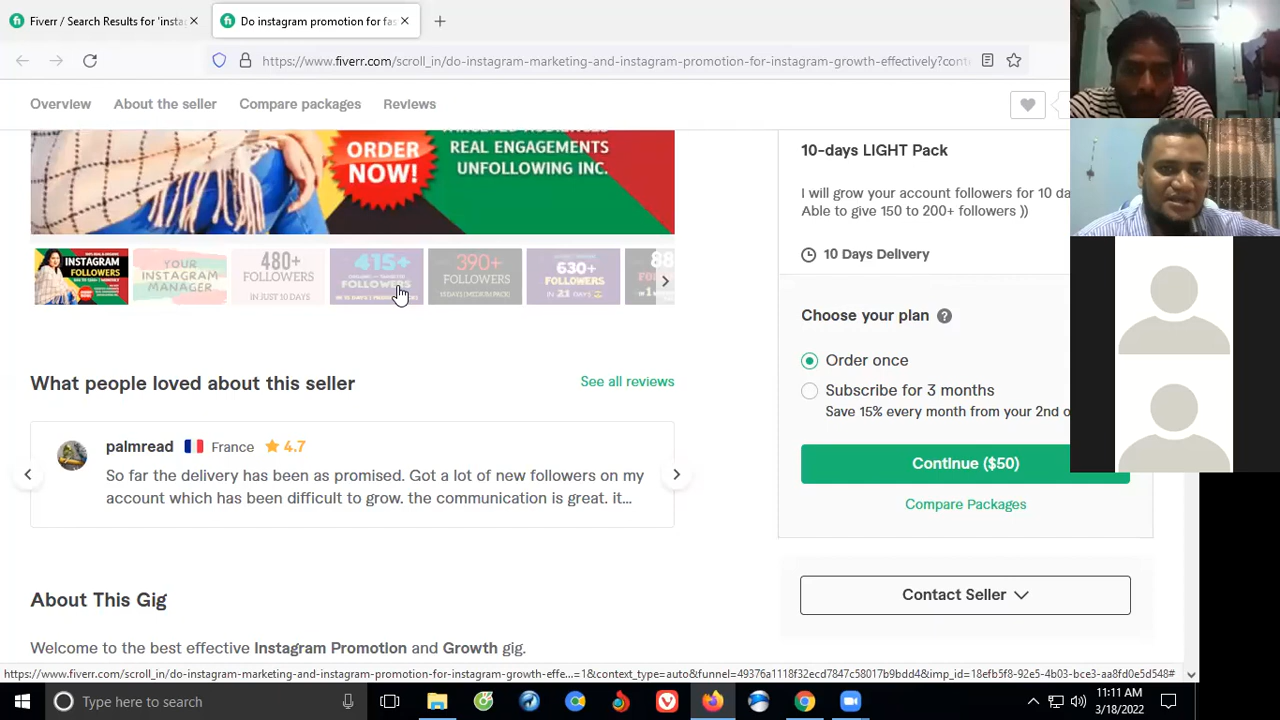 Fiverr / Search Results for 'insta
Do instagram promotion for fas
https://www.fiverr.com/scroll_in/do-instagram-marketing-and-instagram-promotion-for-instagram-growth-effectively?cont
Overview
About the seller
Compare packages
Reviews
TARGETED AUDIENCES
REAL ENGAGEMENTS
UNFOLLOWING INC.
ORDER
NOW!
INSTAGRAM
FOLLOWERS
YOUR
INSTAGRAM
MANAGER
480+
FOLLOWERS
IN JUST 10 DAYS
415+
FOLLOWERS
390+
FOLLOWERS
630+
FOLLOWERS
IN 21 DAYS
10-days LIGHT Pack
I will grow your account followers for 10 da
Able to give 150 to 200+ followers ))
10 Days Delivery
Choose your plan
?
Order once
Subscribe for 3 months
Save 15% every month from your 2nd o
Continue ($50)
Compare Packages
Contact Seller
What people loved about this seller
See all reviews
palmread
France
4.7
So far the delivery has been as promised. Got a lot of new followers on my
account which has been difficult to grow. the communication is great. it...
About This Gig
Welcome to the best effective Instagram Promotion and Growth gig.
https://www.fiverr.com/scroll_in/do-instagram-marketing-and-instagram-promotion-for-instagram-growth-effe...=1&context_type=auto&funnel=49376a1118f32ecd7847c58017b9bdd4&imp_id=18efb5f8-92e5-4b03-bce3-aa8fd0e5d575#
Type here to search
11:11 AM
3/18/2022